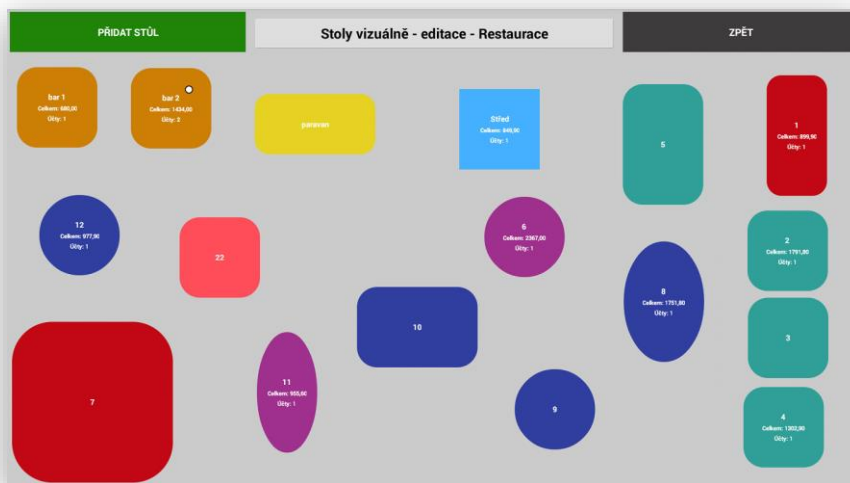 PŘIDAT STŮL
Stoly vizuálně - editace - Restaurace
ZPĚT
bar 1
Celkem: 680,00
Účty: 1
bar 2
Celkem: 1434,00
Účty: 2
paravan
Střed
Celkem: 849,90
Účty: 1
5
1
Celkem: 899,90
Účty: 1
12
Celkem: 977,90
Účty: 1
22
6
Celkem: 2367,00
Účty: 1
8
Celkem: 1751,80
Účty: 1
2
Celkem: 1791,80
Účty: 1
10
3
7
11
Celkem:
Účty: 1
9
4
Celkem: 1302,90
Účty: 1